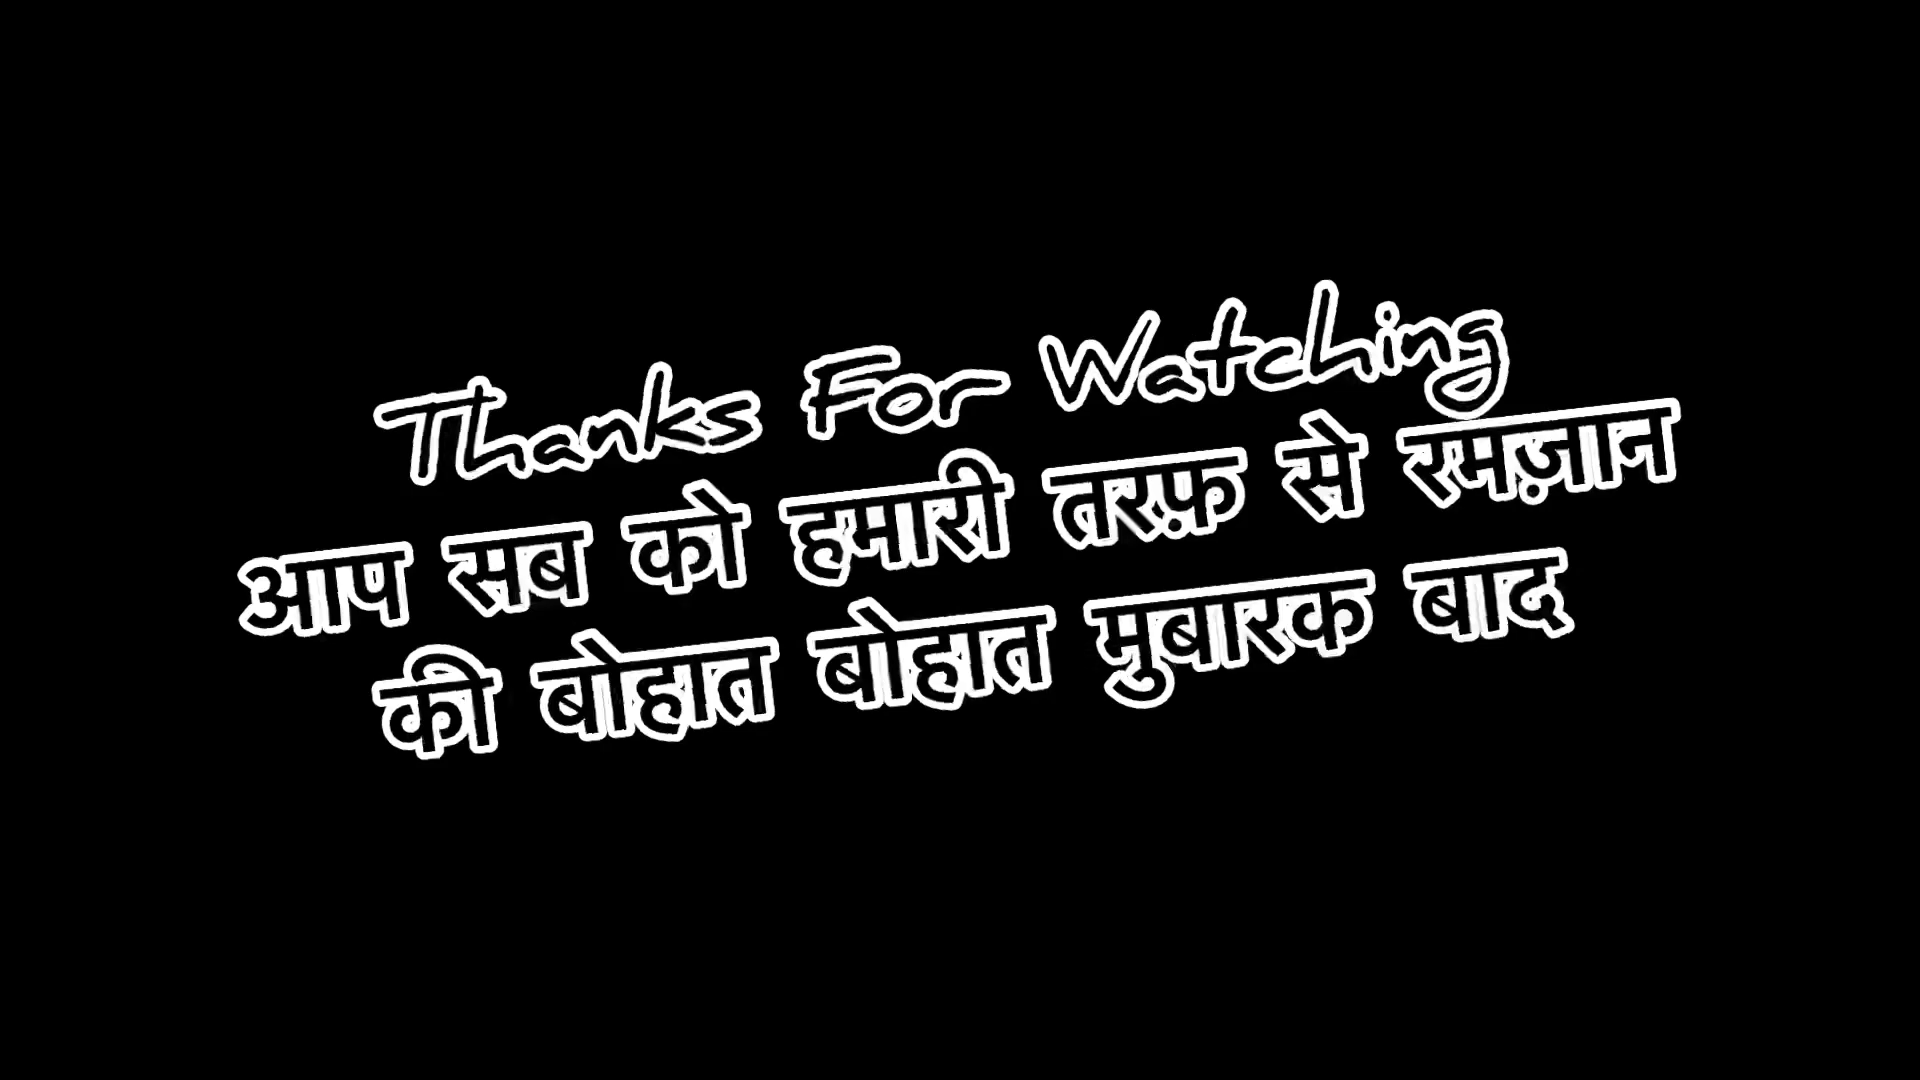 Thanks For Watching
आप सब को हमारी तरफ़ से रमज़ान
की बोहात बोहात मुबारक बाद